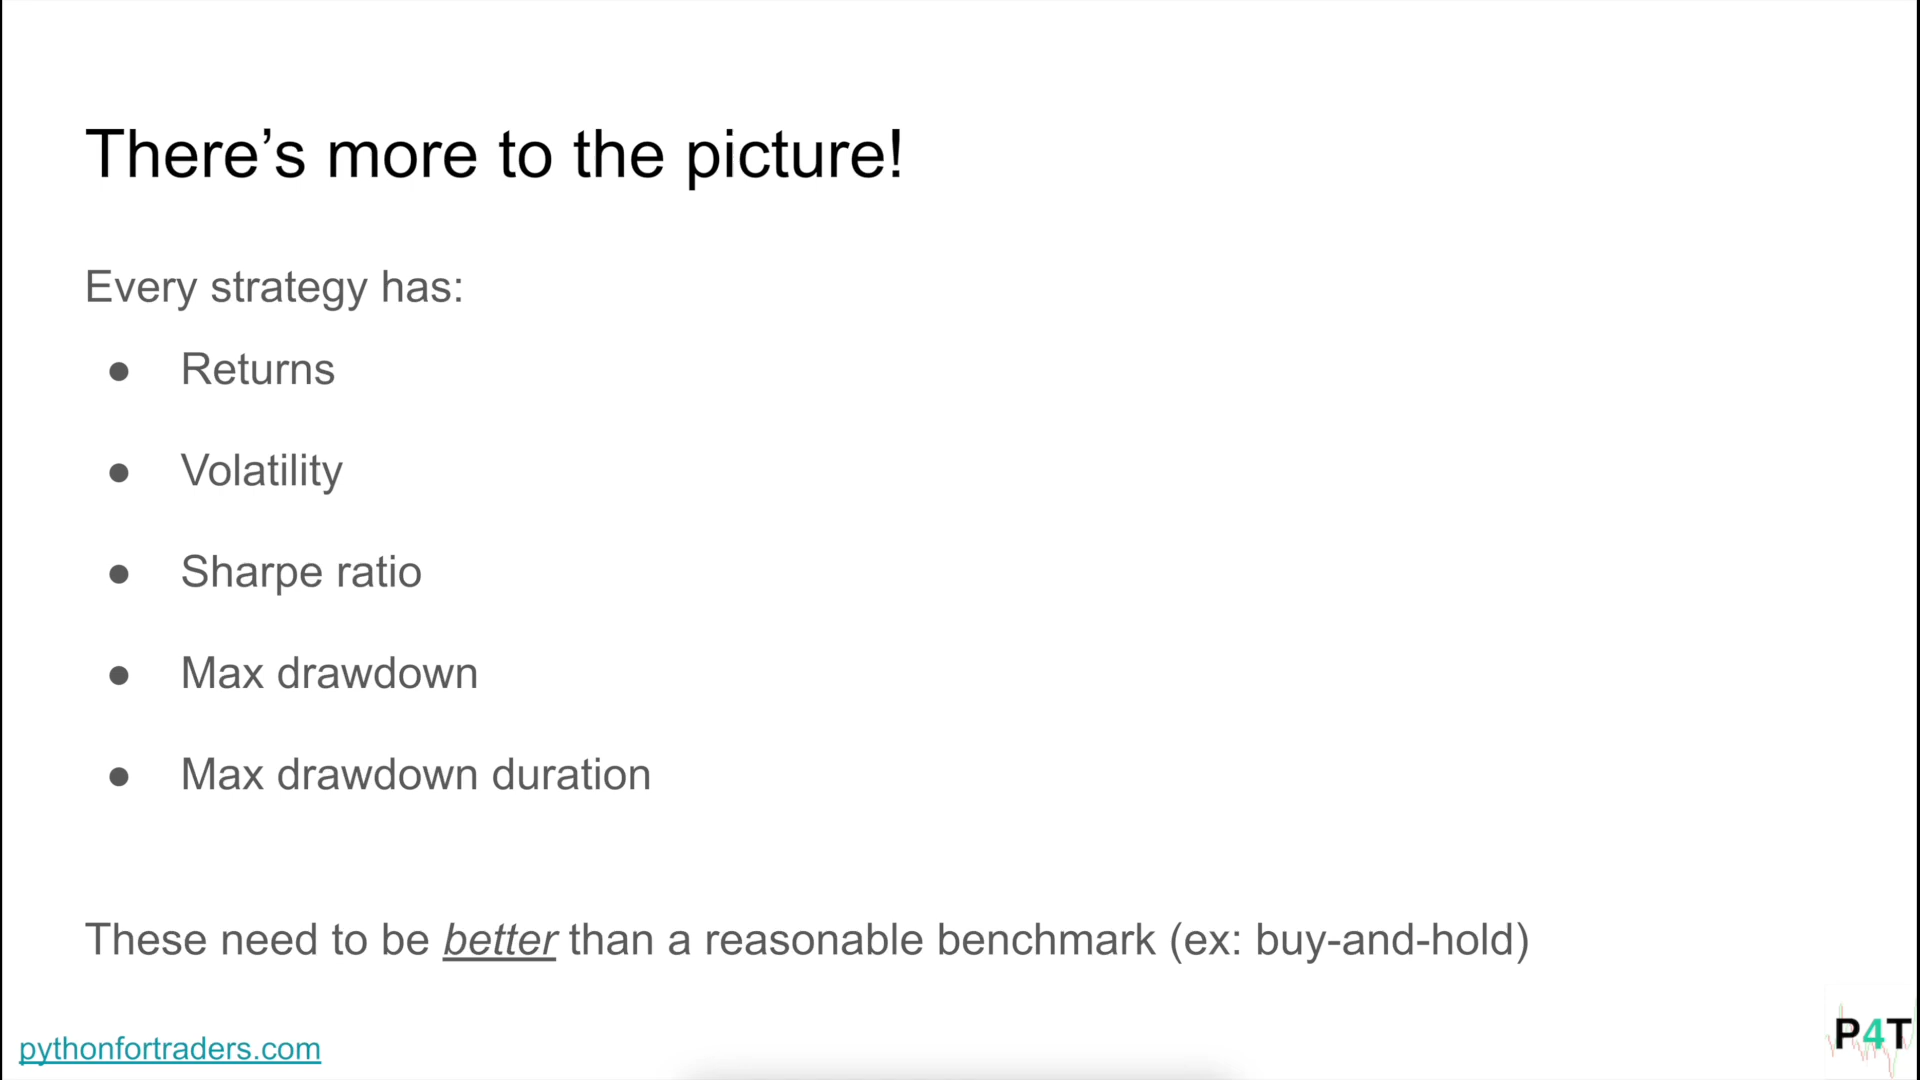 There’s more to the picture!
Every strategy has:
● Returns
● Volatility
● Sharpe ratio
● Max drawdown
● Max drawdown duration
These need to be better than a reasonable benchmark (ex: buy-and-hold)
pythonfortraders.com
P4T